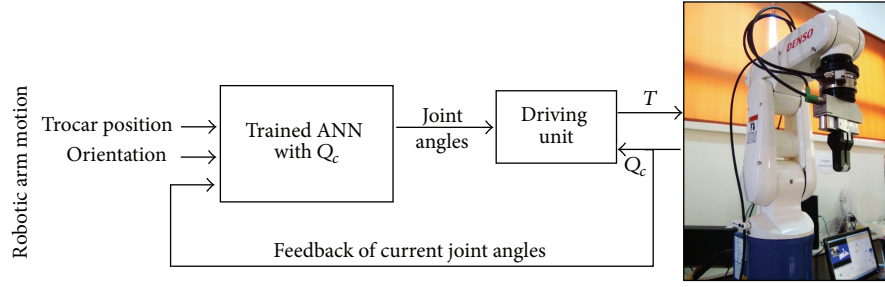 Robotic arm motion
Trocar position
Orientation
Trained ANN
with Q_c
Joint
angles
Driving
unit
T
Q_c
Feedback of current joint angles
DENSO